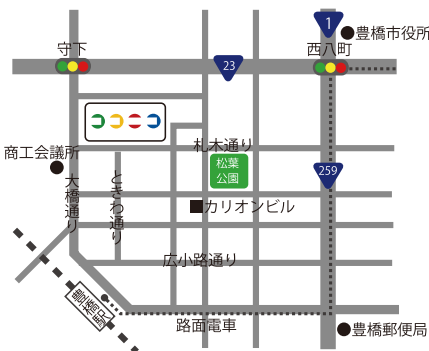 1
豊橋市役所
守下
西八町
23
札木通り
商工会議所
松葉
公園
259
大橋通り
ときわ通り
カリオンビル
広小路通り
豊橋駅
路面電車
豊橋郵便局